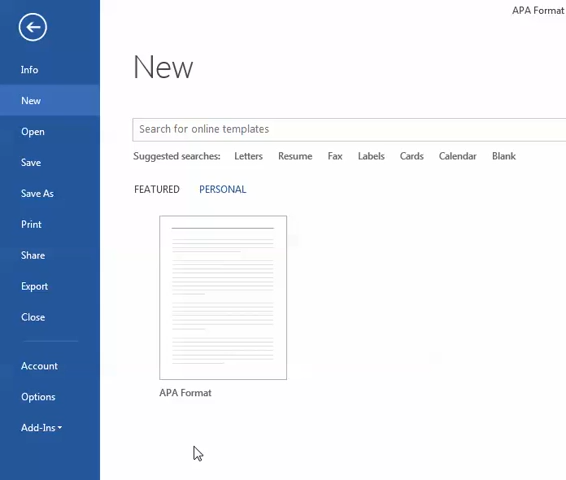 APA Format
Info
New
Open
Save
Save As
Print
Share
Export
Close
Account
Options
Add-Ins
New
Search for online templates
Suggested searches: Letters Resume Fax Labels Cards Calendar Blank
FEATURED PERSONAL
APA Format